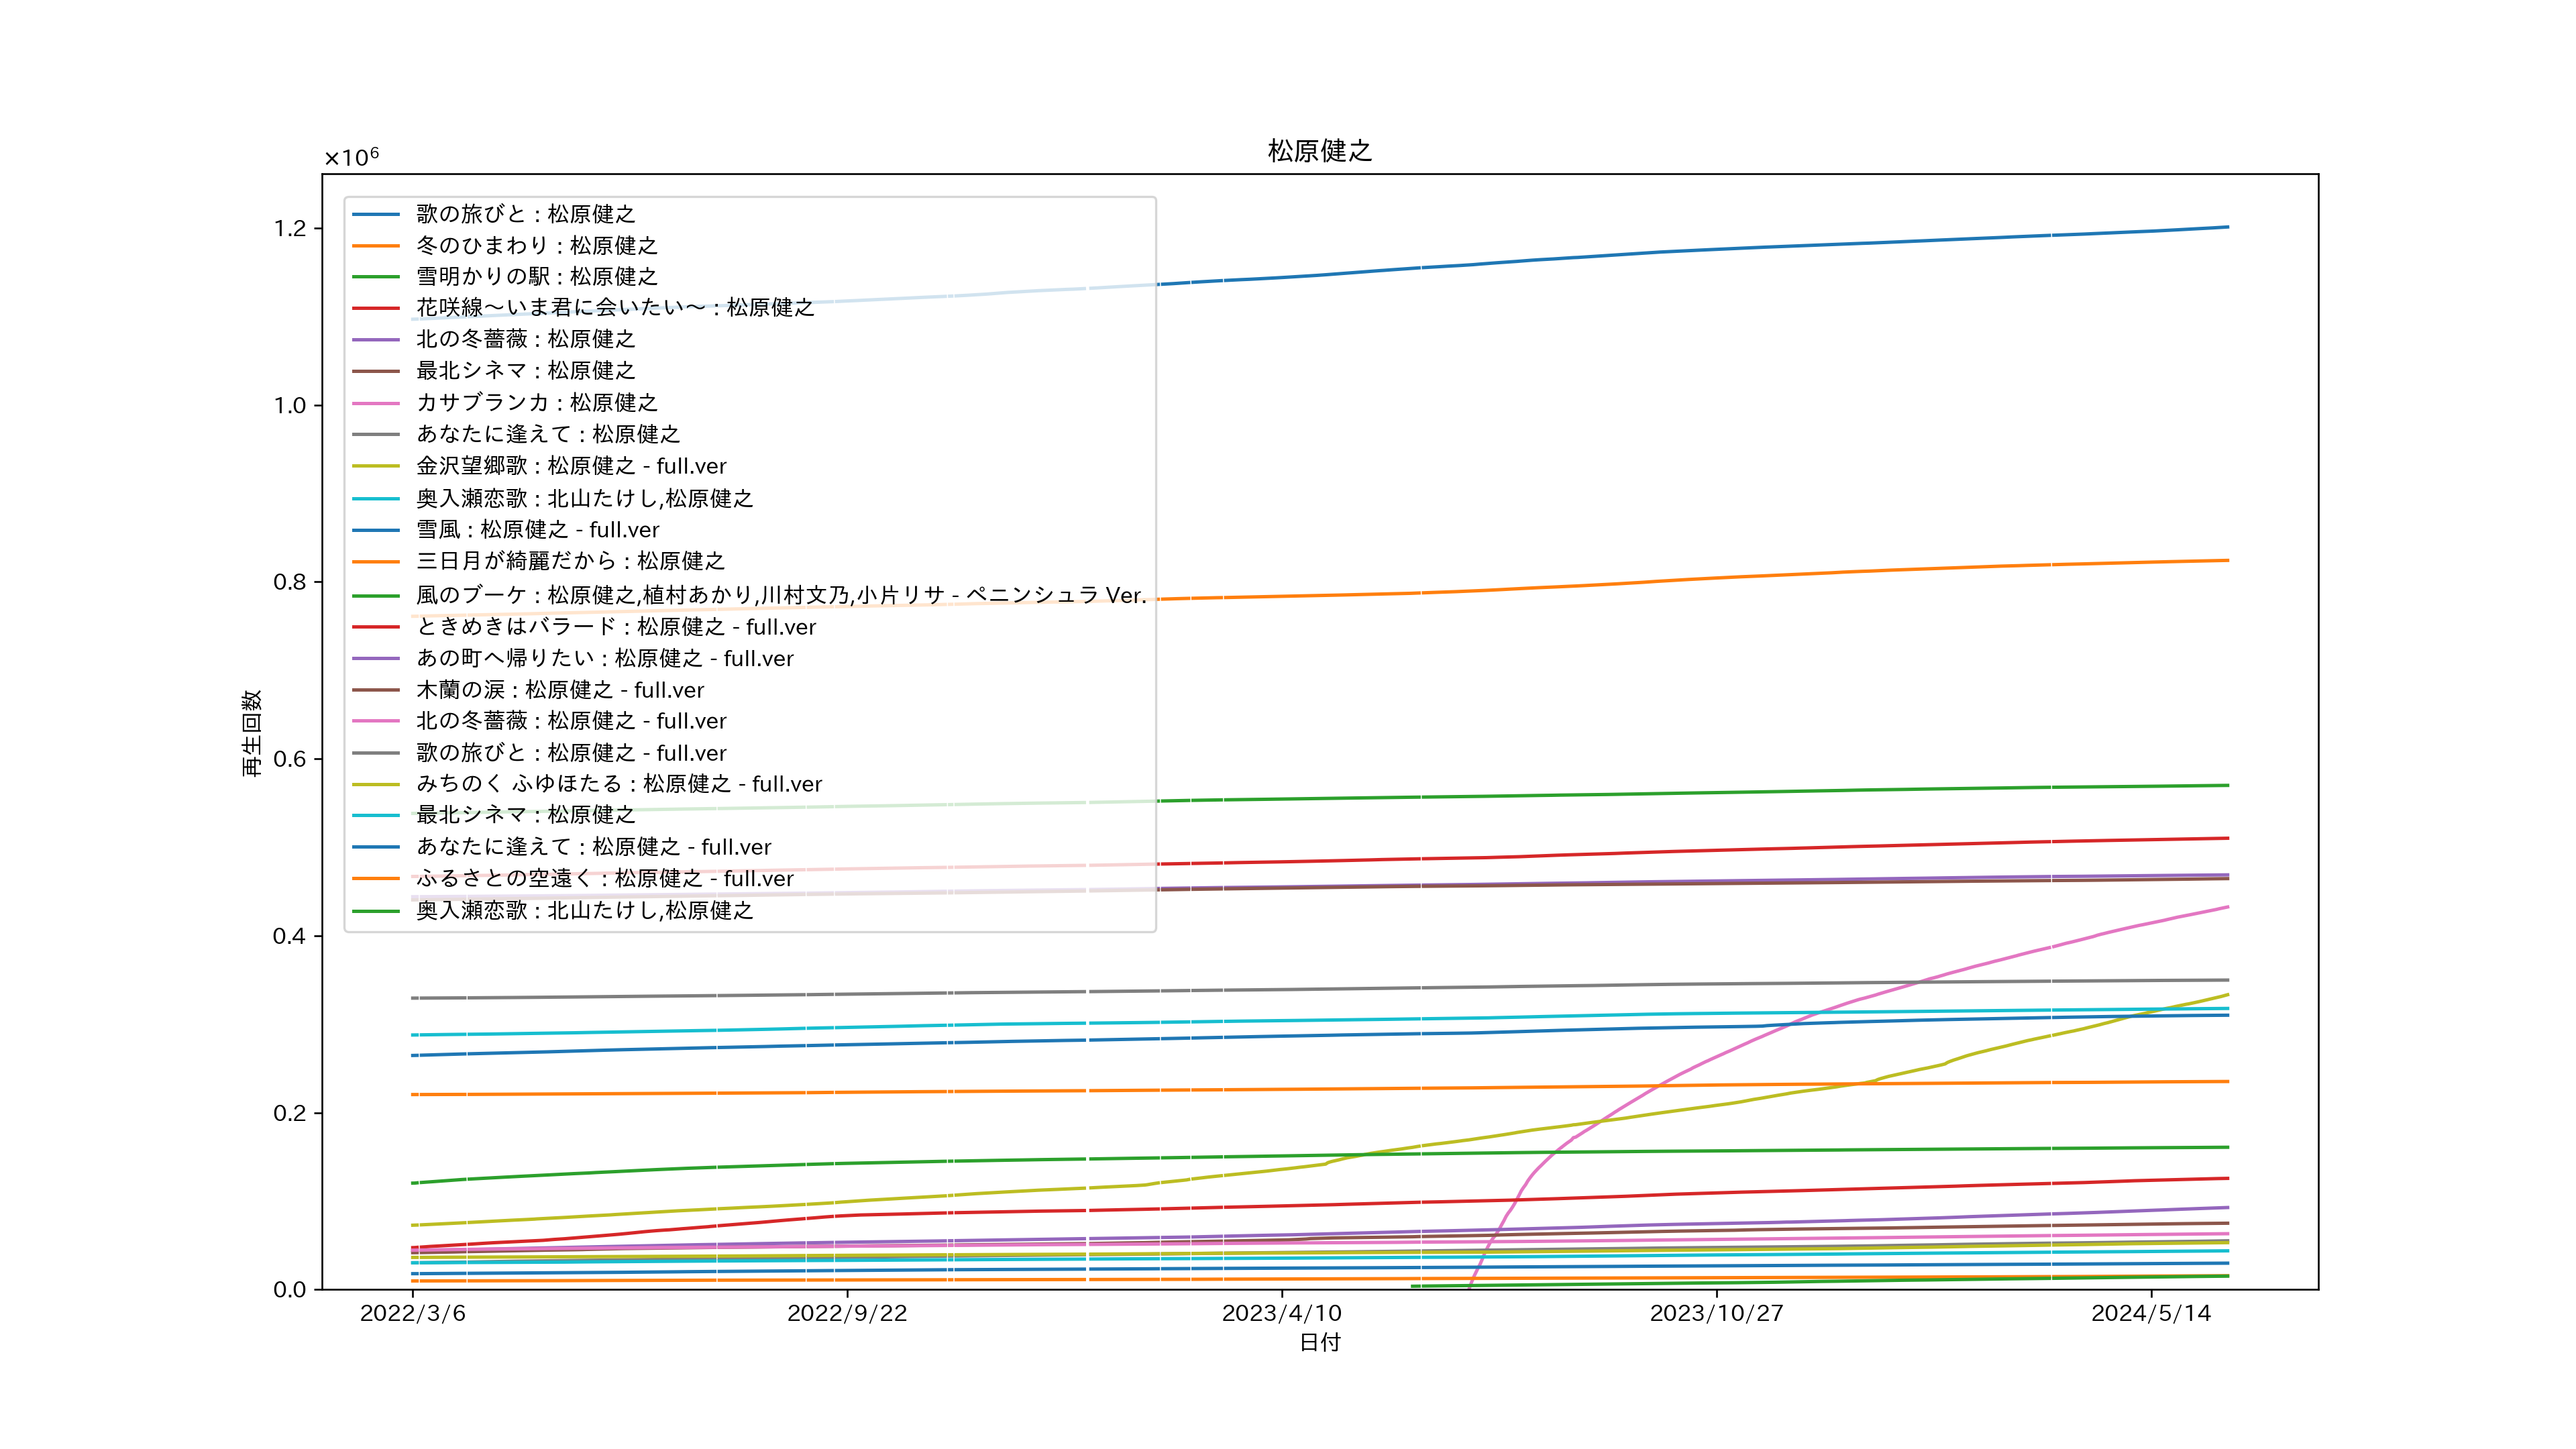 松原健之
×10⁶
1.2
1.0
0.8
0.6
0.4
0.2
0.0
再生回数
歌の旅びと : 松原健之
冬のひまわり : 松原健之
雪明かりの駅 : 松原健之
花咲線～いま君に会いたい～ : 松原健之
北の冬薔薇 : 松原健之
最北シネマ : 松原健之
カサブランカ : 松原健之
あなたに逢えて : 松原健之
金沢望郷歌 : 松原健之 - full.ver
奥入瀬恋歌 : 北山たけし,松原健之
雪風 : 松原健之 - full.ver
三日月が綺麗だから : 松原健之
風のブーケ : 松原健之,植村あかり,川村文乃,小片リサ - ペニンシュラ Ver.
ときめきはバラード : 松原健之 - full.ver
あの町へ帰りたい : 松原健之 - full.ver
木蘭の涙 : 松原健之 - full.ver
北の冬薔薇 : 松原健之 - full.ver
歌の旅びと : 松原健之 - full.ver
みちのく ふゆほたる : 松原健之 - full.ver
最北シネマ : 松原健之
あなたに逢えて : 松原健之 - full.ver
ふるさとの空遠く : 松原健之 - full.ver
奥入瀬恋歌 : 北山たけし,松原健之
2022/3/6 2022/9/22 2023/4/10 2023/10/27 2024/5/14
日付